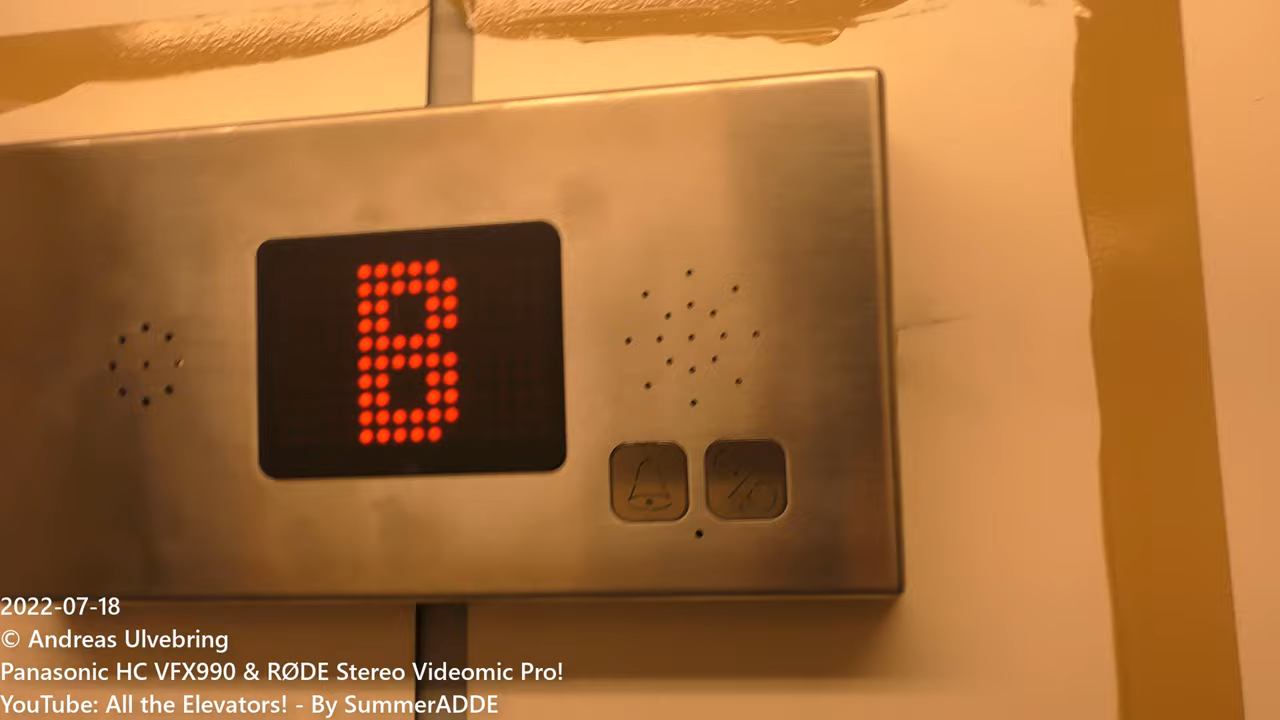 B
2022-07-18
© Andreas Ulvebring
Panasonic HC VFX990 & RØDE Stereo Videomic Pro!
YouTube: All the Elevators! - By SummerADDE